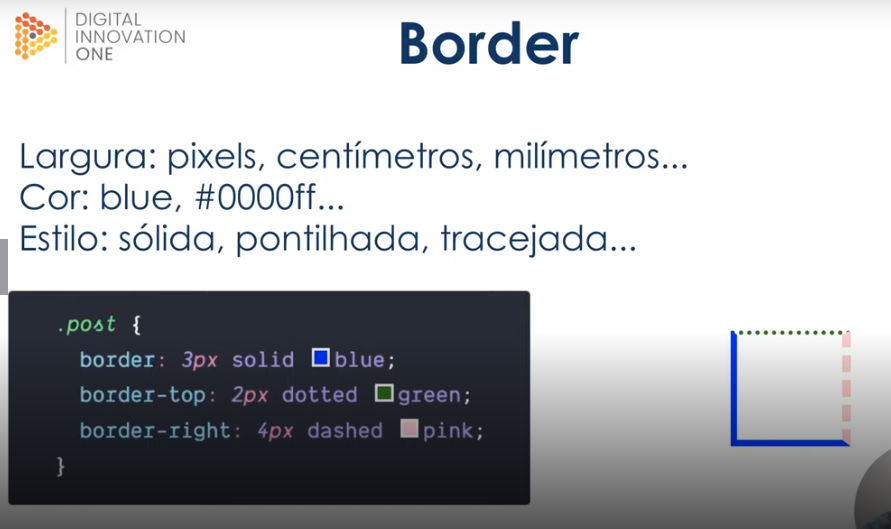 DIGITAL
INNOVATION
ONE
Border
Largura: pixels, centímetros, milímetros...
Cor: blue, #0000ff...
Estilo: sólida, pontilhada, tracejada...
.post {
border: 3px solid blue;
border-top: 2px dotted green;
border-right: 4px dashed pink;
}